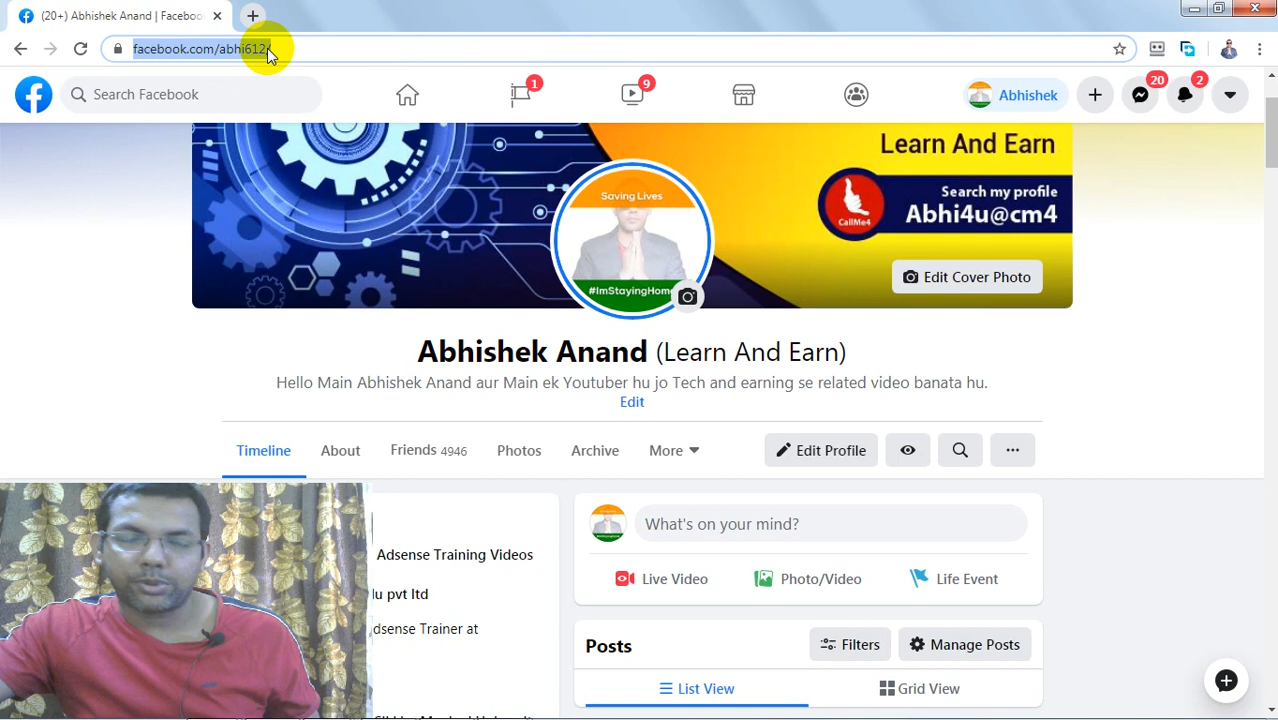 (20+) Abhishek Anand | Faceboo
facebook.com/abhi612/
Search Facebook
1
9
Abhishek
20
2
Learn And Earn
Search my profile
CallMe4
Abhi4u@cm4
Saving Lives
#ImStayingHome
Edit Cover Photo
Abhishek Anand (Learn And Earn)
Hello Main Abhishek Anand aur Main ek Youtuber hu jo Tech and earning se related video banata hu.
Edit
Timeline
About
Friends 4946
Photos
Archive
More
Edit Profile
Adsense Training Videos
lu pvt ltd
dsense Trainer at
What's on your mind?
Live Video
Photo/Video
Life Event
Posts
Filters
Manage Posts
List View
Grid View